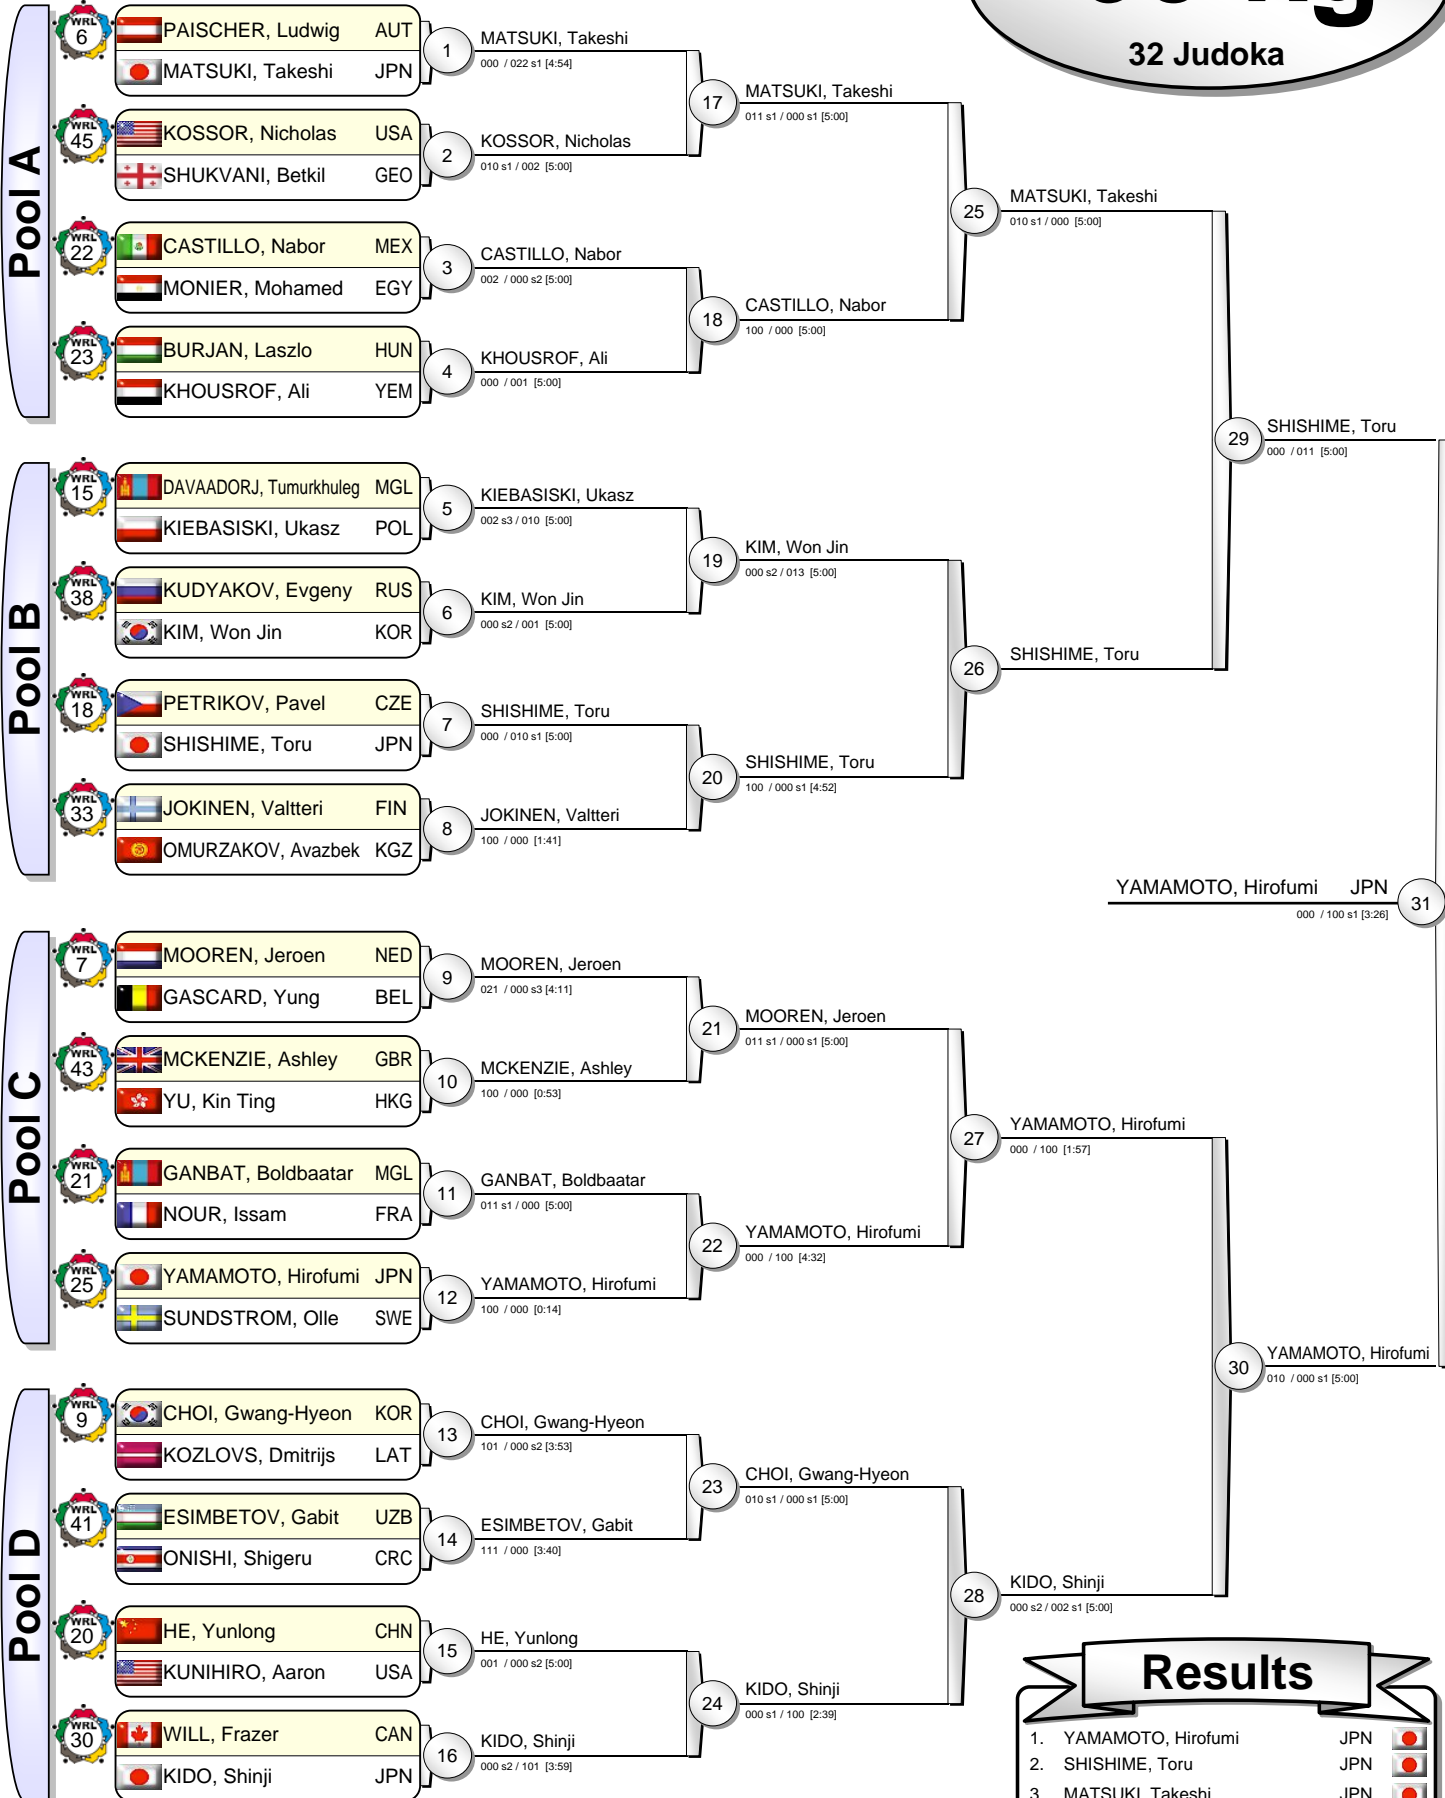 32 Judoka
Pool A
WRL
6
PAISCHER, Ludwig AUT
MATSUKI, Takeshi JPN
1
MATSUKI, Takeshi
000 / 022 s1 [4:54]
WRL
45
KOSSOR, Nicholas USA
SHUKVANI, Betkil GEO
2
KOSSOR, Nicholas
010 s1 / 002 [5:00]
17
MATSUKI, Takeshi
011 s1 / 000 s1 [5:00]
WRL
22
CASTILLO, Nabor MEX
MONIER, Mohamed EGY
3
CASTILLO, Nabor
002 / 000 s2 [5:00]
WRL
23
BURJAN, Laszlo HUN
KHOUSROF, Ali YEM
4
KHOUSROF, Ali
000 / 001 [5:00]
18
CASTILLO, Nabor
100 / 000 [5:00]
25
MATSUKI, Takeshi
010 s1 / 000 [5:00]
Pool B
WRL
15
DAVAADORJ, Tumurkhuleg MGL
KIEBASISKI, Ukasz POL
5
KIEBASISKI, Ukasz
002 s3 / 010 [5:00]
WRL
38
KUDYAKOV, Evgeny RUS
KIM, Won Jin KOR
6
KIM, Won Jin
000 s2 / 001 [5:00]
19
KIM, Won Jin
000 s2 / 013 [5:00]
WRL
18
PETRIKOV, Pavel CZE
SHISHIME, Toru JPN
7
SHISHIME, Toru
000 / 010 s1 [5:00]
WRL
33
JOKINEN, Valtteri FIN
OMURZAKOV, Avazbek KGZ
8
JOKINEN, Valtteri
100 / 000 [1:41]
20
SHISHIME, Toru
100 / 000 s1 [4:52]
26
SHISHIME, Toru
29
SHISHIME, Toru
000 / 011 [5:00]
YAMAMOTO, Hirofumi JPN
000 / 100 s1 [3:26]
31
Pool C
WRL
7
MOOREN, Jeroen NED
GASCARD, Yung BEL
9
MOOREN, Jeroen
021 / 000 s3 [4:11]
WRL
43
MCKENZIE, Ashley GBR
YU, Kin Ting HKG
10
MCKENZIE, Ashley
100 / 000 [0:53]
21
MOOREN, Jeroen
011 s1 / 000 s1 [5:00]
WRL
21
GANBAT, Boldbaatar MGL
NOUR, Issam FRA
11
GANBAT, Boldbaatar
011 s1 / 000 [5:00]
WRL
25
YAMAMOTO, Hirofumi JPN
SUNDSTROM, Olle SWE
12
YAMAMOTO, Hirofumi
100 / 000 [0:14]
22
YAMAMOTO, Hirofumi
000 / 100 [4:32]
27
YAMAMOTO, Hirofumi
000 / 100 [1:57]
Pool D
WRL
9
CHOI, Gwang-Hyeon KOR
KOZLOVS, Dmitrijs LAT
13
CHOI, Gwang-Hyeon
101 / 000 s2 [3:53]
WRL
41
ESIMBETOV, Gabit UZB
ONISHI, Shigeru CRC
14
ESIMBETOV, Gabit
111 / 000 [3:40]
23
CHOI, Gwang-Hyeon
010 s1 / 000 s1 [5:00]
WRL
20
HE, Yunlong CHN
KUNIHIRO, Aaron USA
15
HE, Yunlong
001 / 000 s2 [5:00]
WRL
30
WILL, Frazer CAN
KIDO, Shinji JPN
16
KIDO, Shinji
000 s2 / 101 [3:59]
24
KIDO, Shinji
000 s1 / 100 [2:39]
28
KIDO, Shinji
000 s2 / 002 s1 [5:00]
30
YAMAMOTO, Hirofumi
010 / 000 s1 [5:00]
Results
1. YAMAMOTO, Hirofumi JPN
2. SHISHIME, Toru JPN
3. MATSUKI, Takeshi JPN